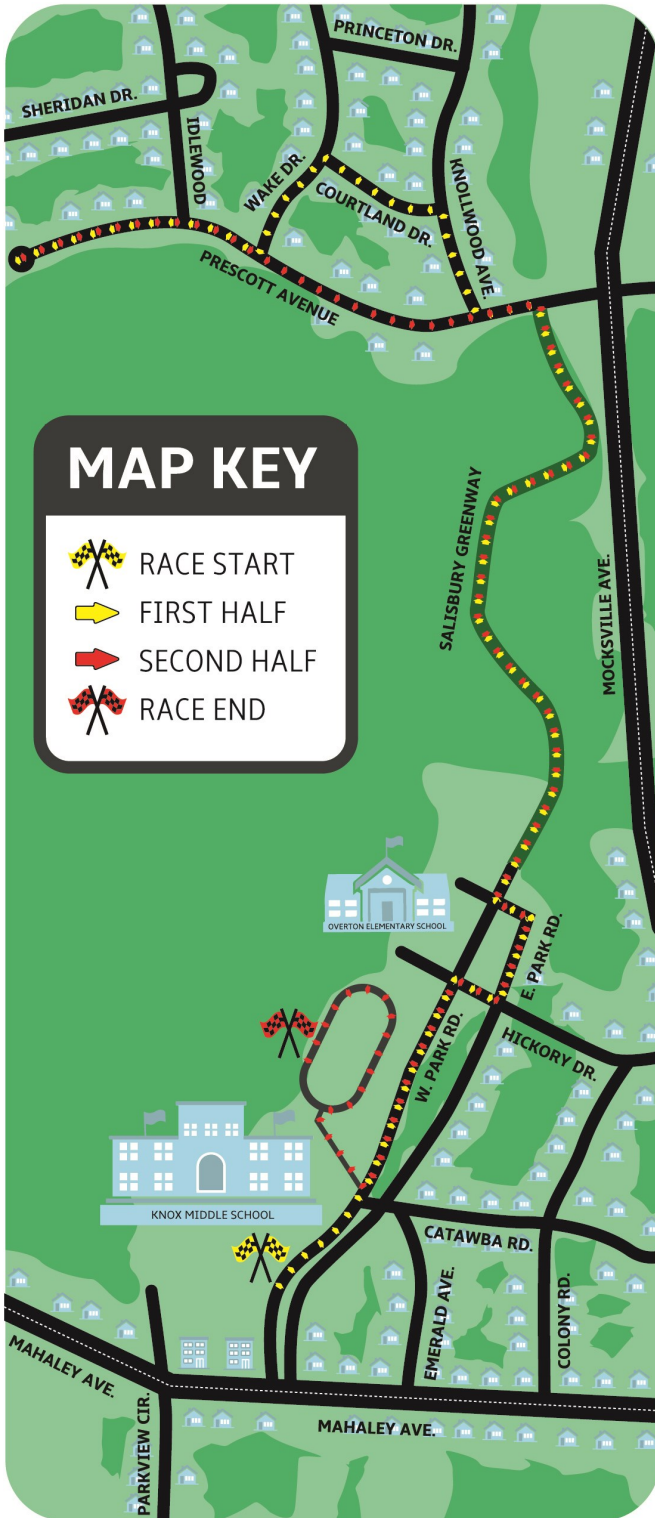 PRINCETON DR.
SHERIDAN DR.
IDLEWOOD
WAKE DR.
COURTLAND DR.
KNOLLWOOD AVE.
PRESCOTT AVENUE
MAP KEY
RACE START
FIRST HALF
SECOND HALF
RACE END
SALISBURY GREENWAY
MOCKSVILLE AVE.
OVERTON ELEMENTARY SCHOOL
E. PARK RD.
W. PARK RD.
HICKORY DR.
KNOX MIDDLE SCHOOL
CATAWBA RD.
EMERALD AVE.
COLONY RD.
MAHALEY AVE.
PARKVIEW CIR.
MAHALEY AVE.